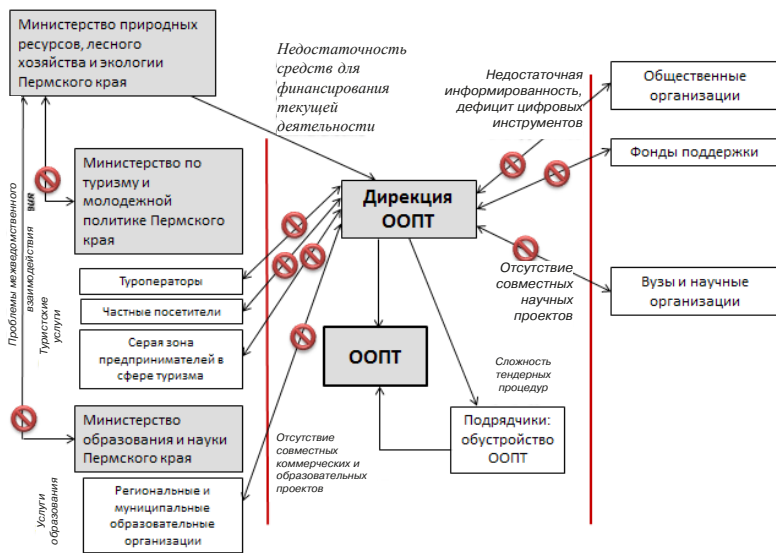 Министерство природных
ресурсов, лесного
хозяйства и экологии
Пермского края
Недостаточность
средств для
финансирования
текущей
деятельности
Недостаточная
информированность,
дефицит цифровых
инструментов
Общественные
организации
Фонды поддержки
Министерство по
туризму и
молодежной
политике Пермского
края
Дирекция
ООПТ
Проблемы межведомственного
взаимодействия
Туристские
услуги
Туроператоры
Частные посетители
Серая зона
предпринимателей в
сфере туризма
Отсутствие
совместных
научных
проектов
Вузы и научные
организации
ООПТ
Сложность
тендерных
процедур
Министерство
образования и науки
Пермского края
Отсутствие
совместных
коммерческих и
образовательных
проектов
Подрядчики:
обустройство
ООПТ
Услуги
образования
Региональные и
муниципальные
образовательные
организации